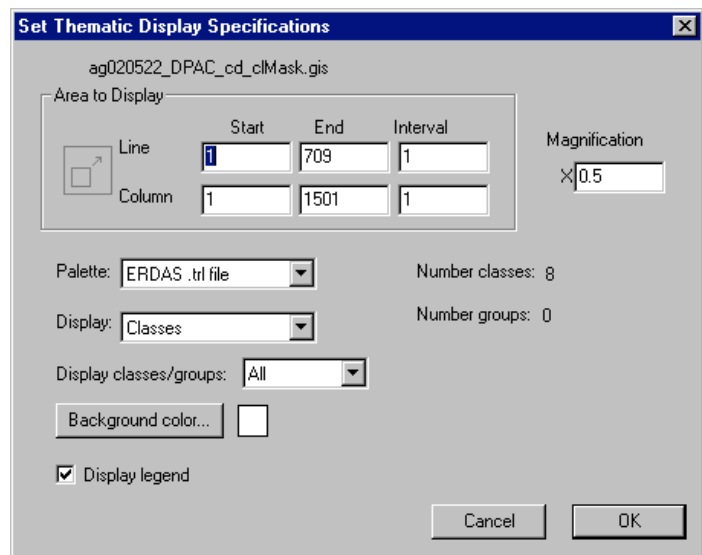 Set Thematic Display Specifications
ag020522_DPAC_cd_clMask.gis
Area to Display
Start End Interval
Line 1 709 1
Column 1 1501 1
Magnification
X 0.5
Palette: ERDAS .trl file
Number classes: 8
Display: Classes
Number groups: 0
Display classes/groups: All
Background color...
Display legend
Cancel OK